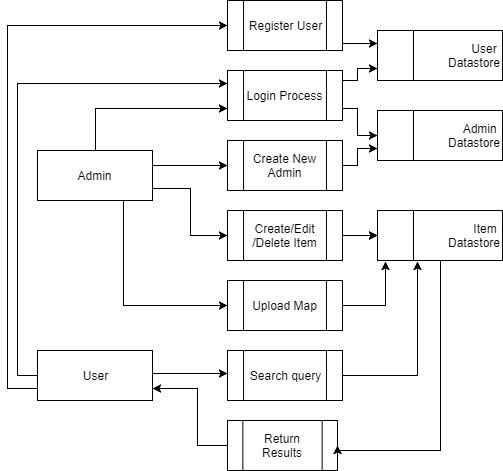 Register User
User
Datastore
Login Process
Admin
Datastore
Create New
Admin
Admin
Create/Edit
/Delete Item
Item
Datastore
Upload Map
User
Search query
Return
Results